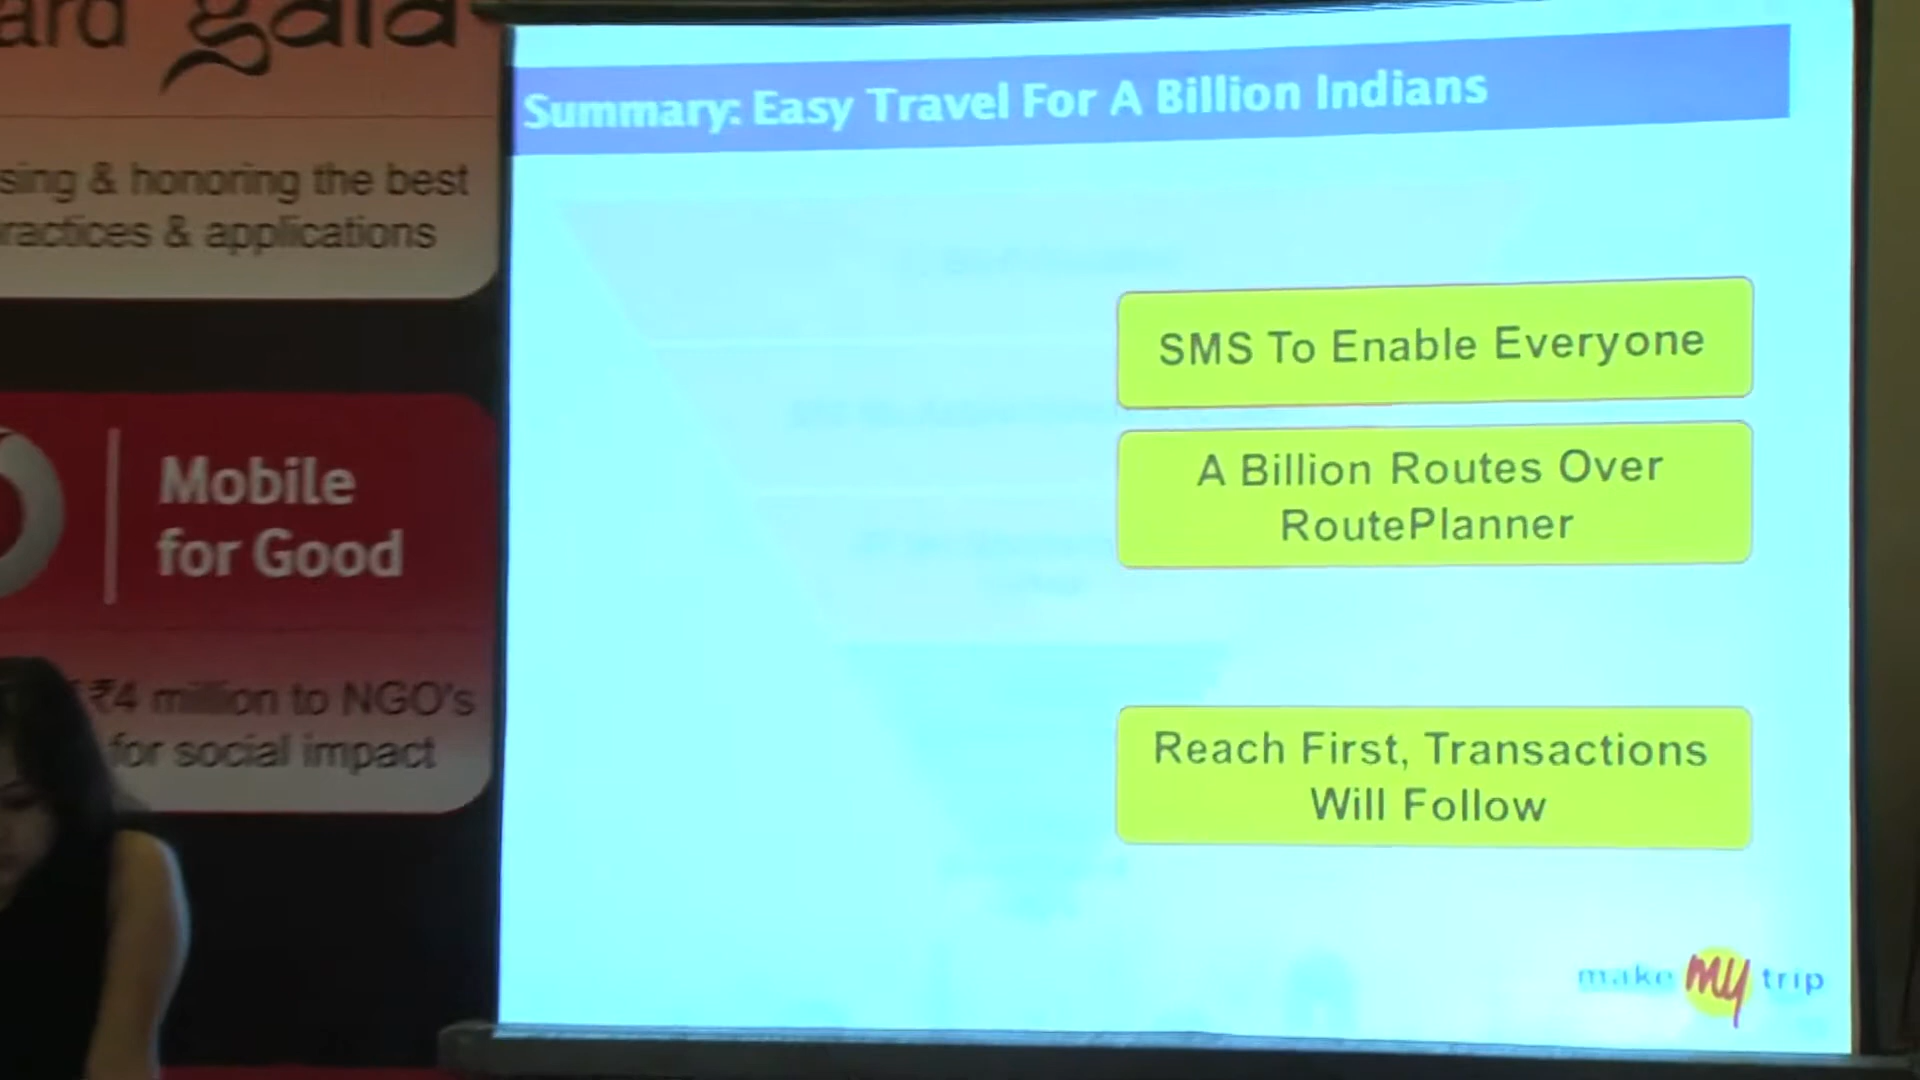 gala
sing & honoring the best
ractices & applications
Mobile
for Good
₹4 million to NGO's
for social impact
Summary: Easy Travel For A Billion Indians
SMS To Enable Everyone
A Billion Routes Over
RoutePlanner
Reach First, Transactions
Will Follow
make my trip